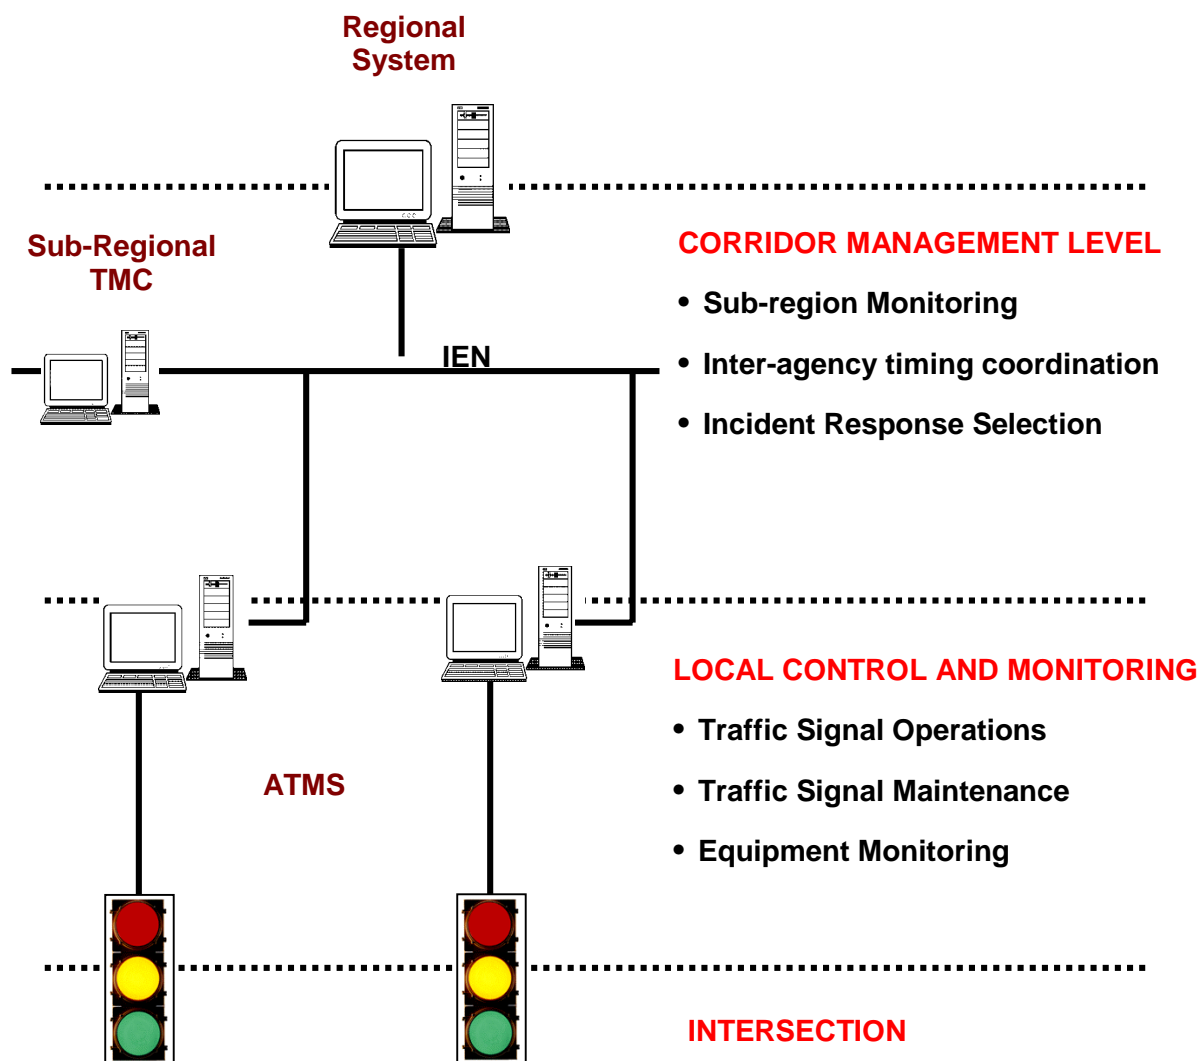 Regional
System
Sub-Regional
TMC
CORRIDOR MANAGEMENT LEVEL
• Sub-region Monitoring
IEN
• Inter-agency timing coordination
• Incident Response Selection
LOCAL CONTROL AND MONITORING
• Traffic Signal Operations
ATMS
• Traffic Signal Maintenance
• Equipment Monitoring
INTERSECTION